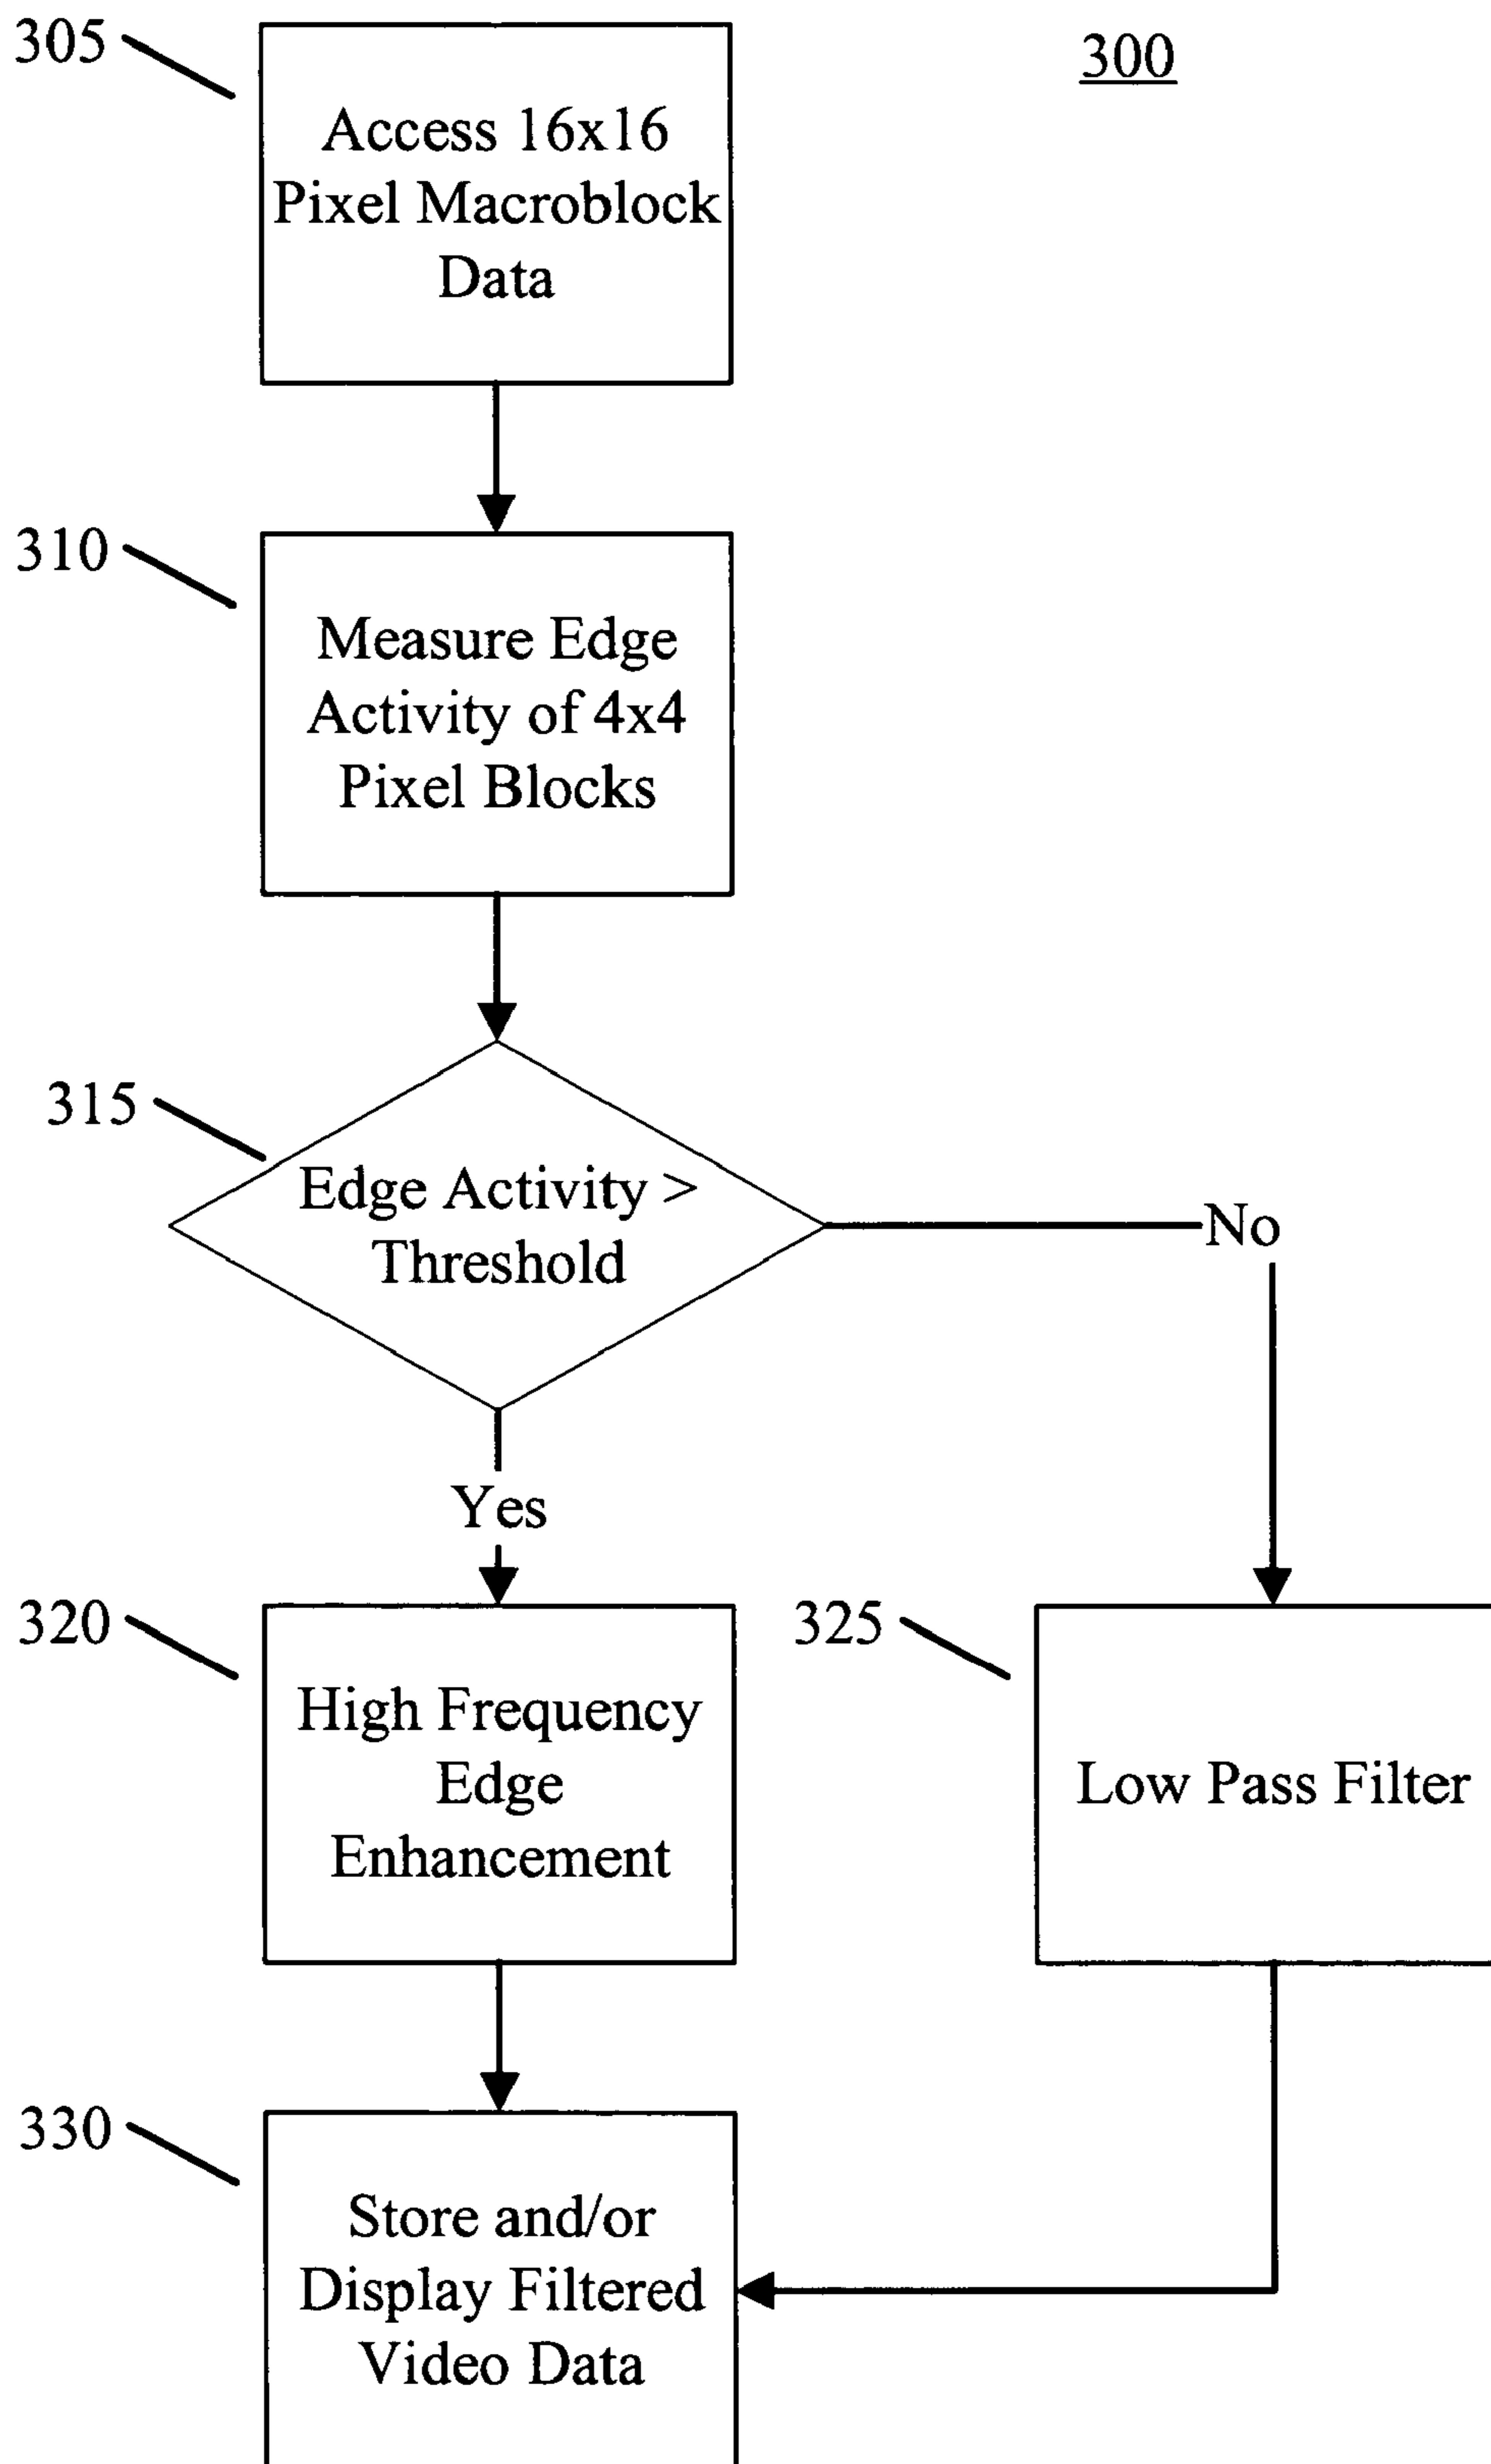 305
300
Access 16x16
Pixel Macroblock
Data
310
Measure Edge
Activity of 4x4
Pixel Blocks
315
Edge Activity >
Threshold
No
Yes
320
325
High Frequency
Edge
Enhancement
Low Pass Filter
330
Store and/or
Display Filtered
Video Data